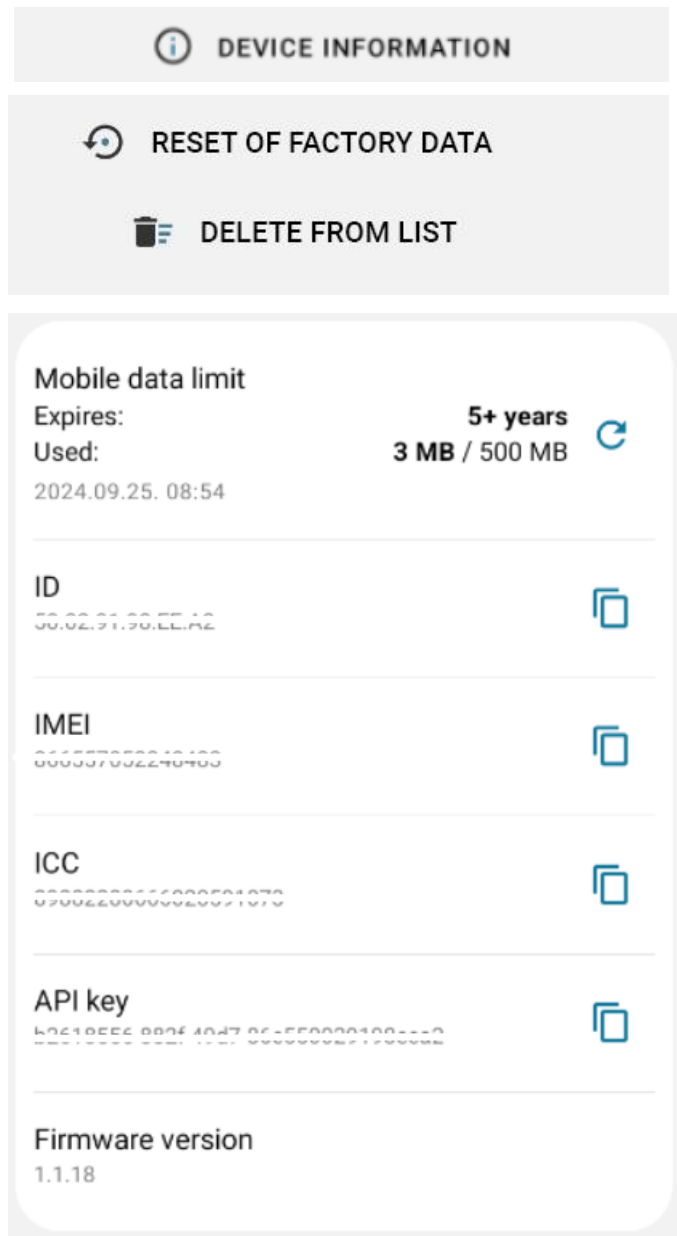 DEVICE INFORMATION
RESET OF FACTORY DATA
DELETE FROM LIST
Mobile data limit
Expires: 5+ years
Used: 3 MB / 500 MB
2024.09.25. 08:54
ID
IMEI
ICC
API key
Firmware version
1.1.18